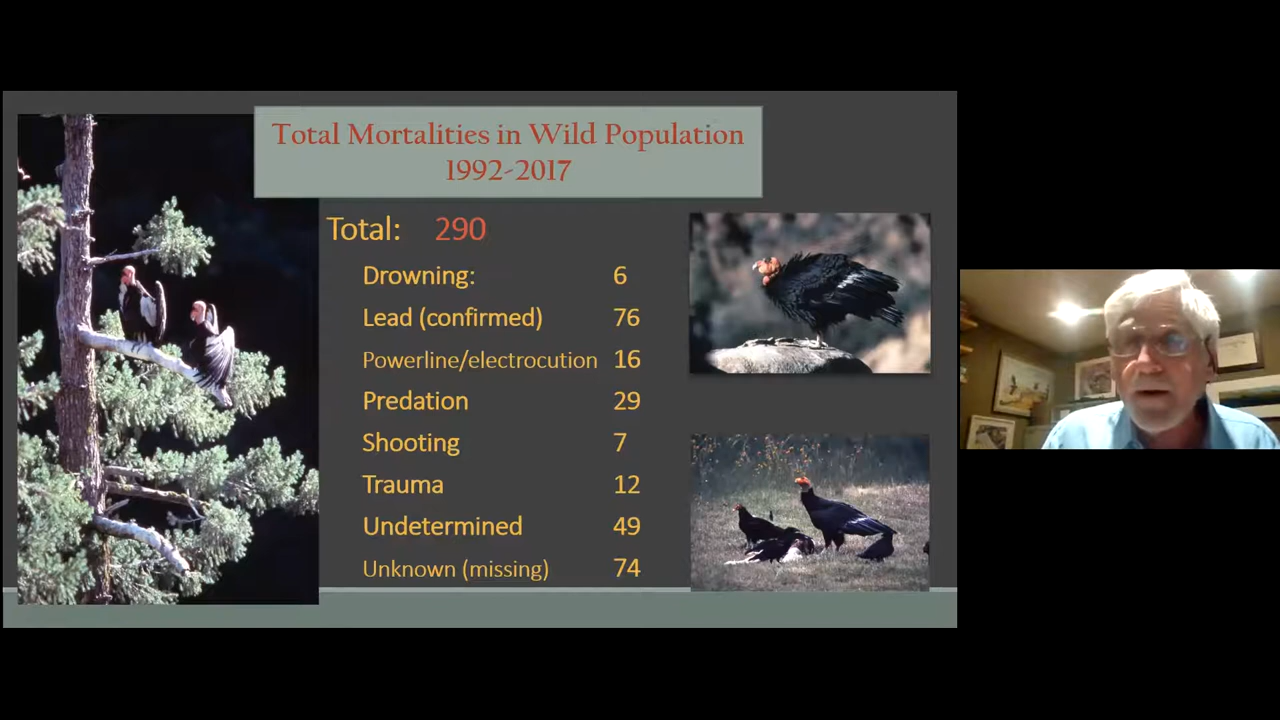 Total Mortalities in Wild Population
1992-2017
Total: 290
Drowning: 6
Lead (confirmed) 76
Powerline/electrocution 16
Predation 29
Shooting 7
Trauma 12
Undetermined 49
Unknown (missing) 74